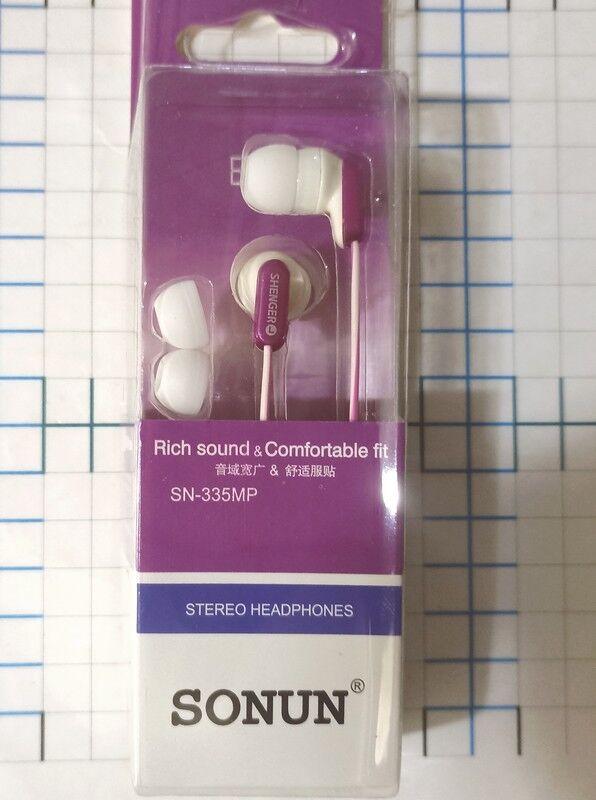 SHENGER L
Rich sound & Comfortable fit
音域宽广 & 舒适服贴
SN-335MP
STEREO HEADPHONES
SONUN®